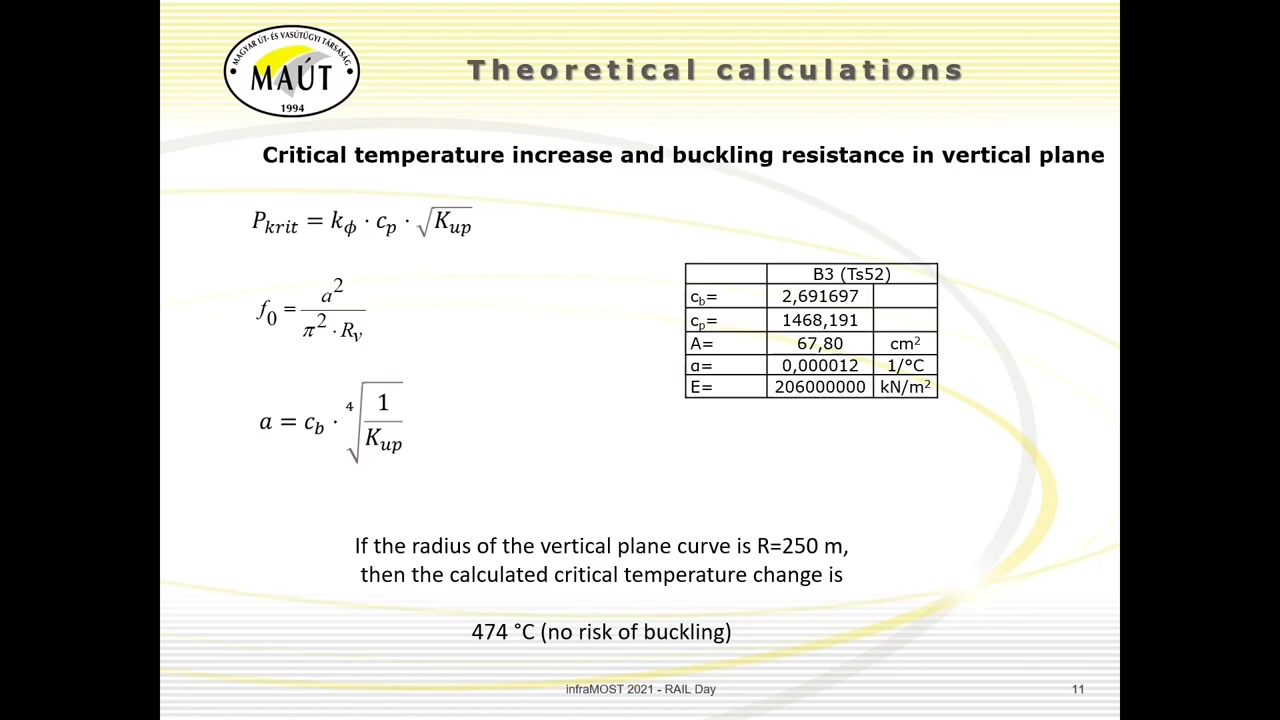 MAGYAR ÚT- ÉS VASÚTÜGYI TÁRSASÁG
MAÚT
1994
Theoretical calculations
Critical temperature increase and buckling resistance in vertical plane
P_krit = k_ϕ · c_p · √K_up
f_0 = a^2 / (π^2 · R_v)
a = c_b · ∜(1 / K_up)
B3 (Ts52)
c_b= 2,691697
c_p= 1468,191
A= 67,80 cm²
α= 0,000012 1/°C
E= 206000000 kN/m²
If the radius of the vertical plane curve is R=250 m,
then the calculated critical temperature change is
474 °C (no risk of buckling)
infraMOST 2021 - RAIL Day
11